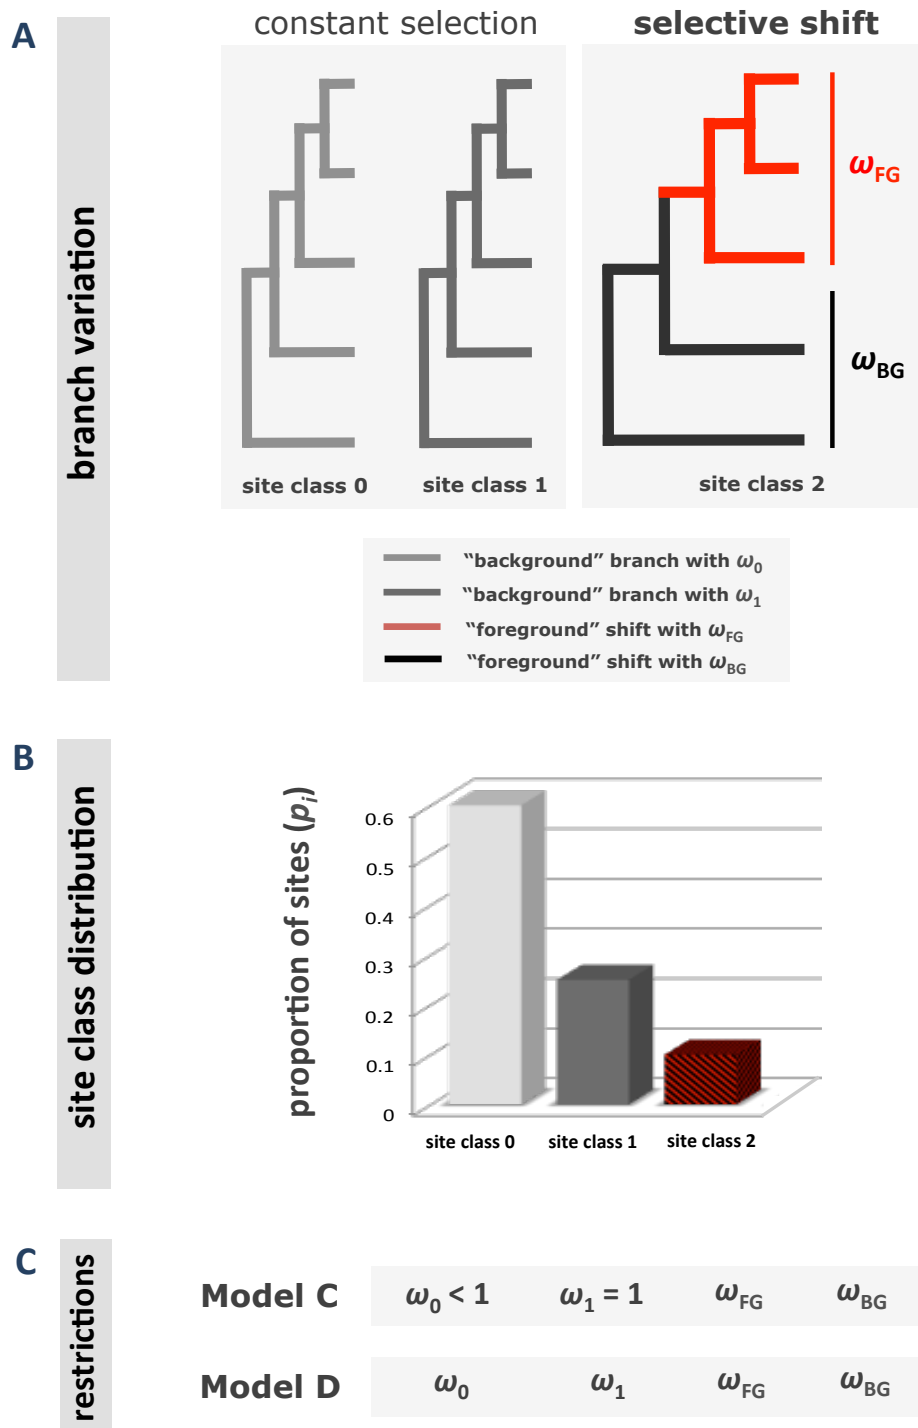 A
branch variation
constant selection
selective shift
ωFG
ωBG
site class 0
site class 1
site class 2
“background” branch with ω0
“background” branch with ω1
“foreground” shift with ωFG
“foreground” shift with ωBG
B
site class distribution
proportion of sites (pi)
0.6
0.5
0.4
0.3
0.2
0.1
0
site class 0
site class 1
site class 2
C
restrictions
Model C ω0 < 1 ω1 = 1 ωFG ωBG
Model D ω0 ω1 ωFG ωBG